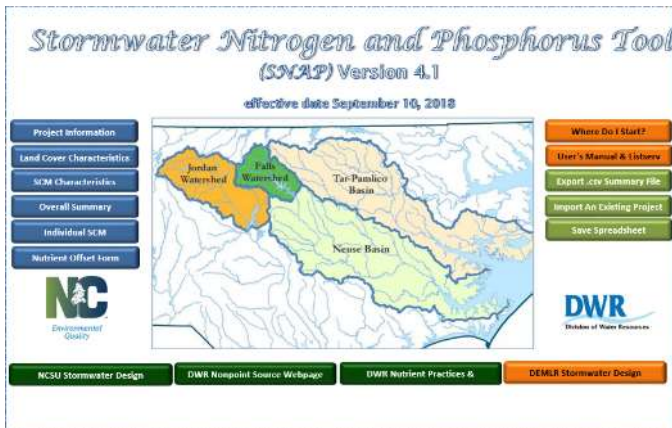 Stormwater Nitrogen and Phosphorus Tool
(SNAP) Version 4.1
effective date September 10, 2018
Project Information
Land Cover Characteristics
SCM Characteristics
Overall Summary
Individual SCM
Nutrient Offset Form
Jordan
Watershed
Falls
Watershed
Tar-Pamlico
Basin
Neuse Basin
Where Do I Start?
User's Manual & Listserv
Export .csv Summary File
Import An Existing Project
Save Spreadsheet
NC
Environmental
Quality
DWR
Division of Water Resources
NCSU Stormwater Design
DWR Nonpoint Source Webpage
DWR Nutrient Practices &
DEMLR Stormwater Design